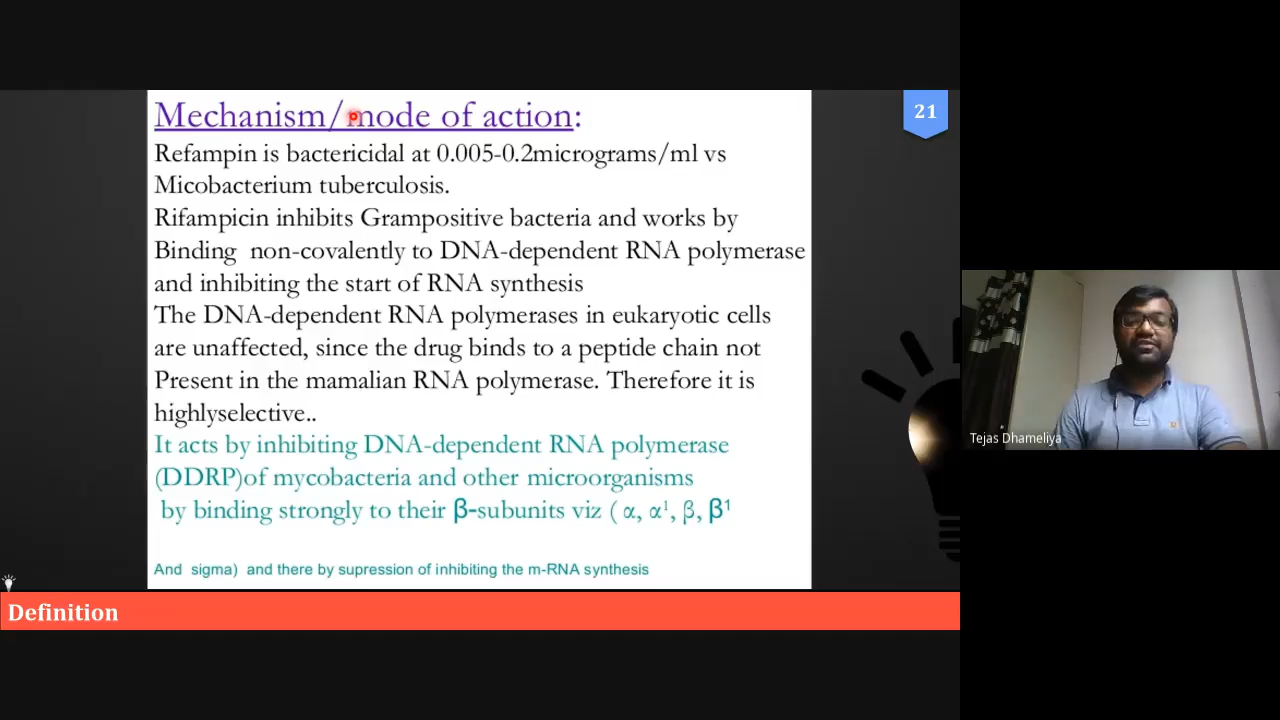 Mechanism/mode of action:
21
Refampin is bactericidal at 0.005-0.2micrograms/ml vs
Micobacterium tuberculosis.
Rifampicin inhibits Grampositive bacteria and works by
Binding non-covalently to DNA-dependent RNA polymerase
and inhibiting the start of RNA synthesis
The DNA-dependent RNA polymerases in eukaryotic cells
are unaffected, since the drug binds to a peptide chain not
Present in the mamalian RNA polymerase. Therefore it is
highlyselective..
It acts by inhibiting DNA-dependent RNA polymerase
(DDRP)of mycobacteria and other microorganisms
by binding strongly to their β-subunits viz ( α, α¹, β, β¹
And sigma) and there by supression of inhibiting the m-RNA synthesis
Definition
Tejas Dhameliya